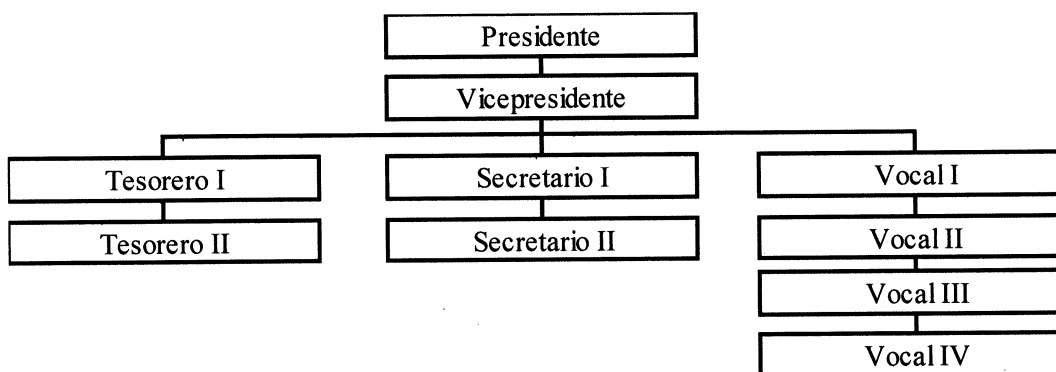 Presidente
Vicepresidente
Tesorero I
Secretario I
Vocal I
Tesorero II
Secretario II
Vocal II
Vocal III
Vocal IV